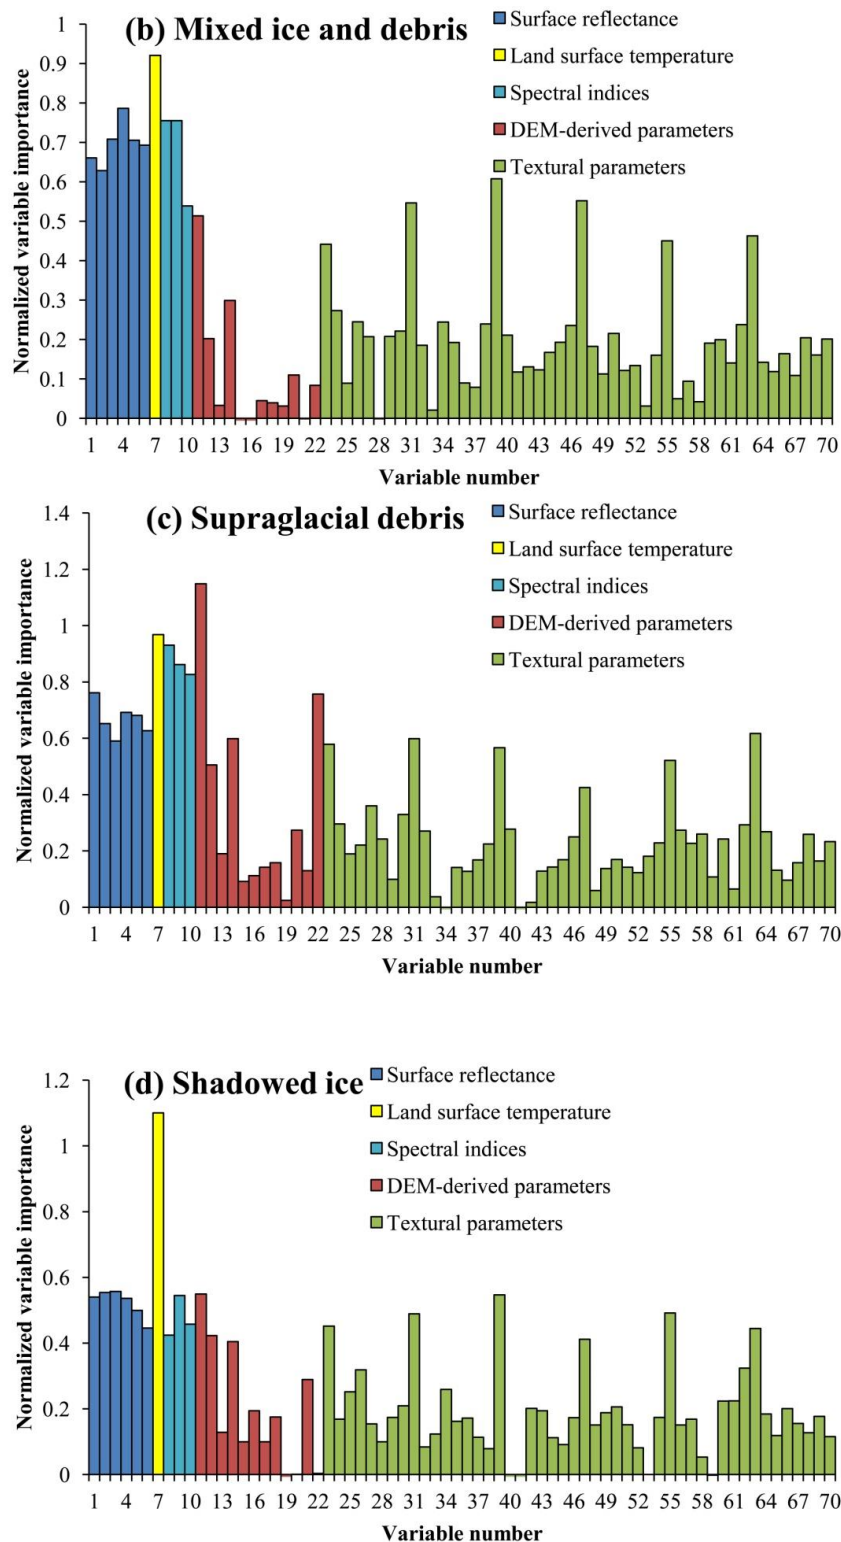 (b) Mixed ice and debris
Surface reflectance
Land surface temperature
Spectral indices
DEM-derived parameters
Textural parameters
Normalized variable importance
1
0.9
0.8
0.7
0.6
0.5
0.4
0.3
0.2
0.1
0
1 4 7 10 13 16 19 22 25 28 31 34 37 40 43 46 49 52 55 58 61 64 67 70
Variable number
(c) Supraglacial debris
Surface reflectance
Land surface temperature
Spectral indices
DEM-derived parameters
Textural parameters
Normalized variable importance
1.4
1.2
1
0.8
0.6
0.4
0.2
0
1 4 7 10 13 16 19 22 25 28 31 34 37 40 43 46 49 52 55 58 61 64 67 70
Variable number
(d) Shadowed ice
Surface reflectance
Land surface temperature
Spectral indices
DEM-derived parameters
Textural parameters
Normalized variable importance
1.2
1
0.8
0.6
0.4
0.2
0
1 4 7 10 13 16 19 22 25 28 31 34 37 40 43 46 49 52 55 58 61 64 67 70
Variable number